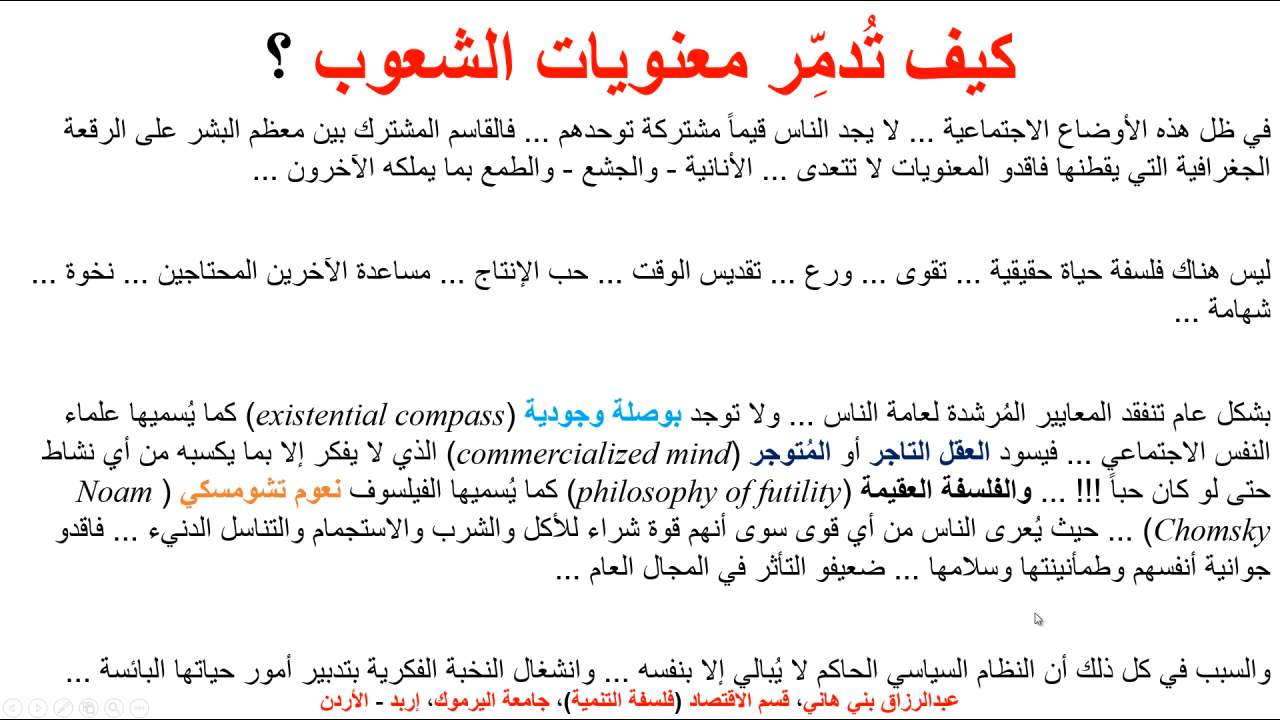 كيف تُدمِّر معنويات الشعوب ؟
في ظل هذه الأوضاع الاجتماعية ... لا يجد الناس قيماً مشتركة توحدهم ... فالقاسم المشترك بين معظم البشر على الرقعة
الجغرافية التي يقطنها فاقدو المعنويات لا تتعدى ... الأنانية - والجشع - والطمع بما يملكه الآخرون ...
ليس هناك فلسفة حياة حقيقية ... تقوى ... ورع ... تقديس الوقت ... حب الإنتاج ... مساعدة الآخرين المحتاجين ... نخوة ...
شهامة ...
بشكل عام تنفقد المعايير المُرشدة لعامة الناس ... ولا توجد بوصلة وجودية (existential compass) كما يُسميها علماء
النفس الاجتماعي ... فيسود العقل التاجر أو المُتوجر (commercialized mind) الذي لا يفكر إلا بما يكسبه من أي نشاط
حتى لو كان حباً !!! ... والفلسفة العقيمة (philosophy of futility) كما يُسميها الفيلسوف نعوم تشومسكي (Noam
Chomsky) ... حيث يُعرى الناس من أي قوى سوى أنهم قوة شراء للأكل والشرب والاستجمام والتناسل الدنيء ... فاقدو
جوانية أنفسهم وطمأنينتها وسلامها ... ضعيفو التأثر في المجال العام ...
والسبب في كل ذلك أن النظام السياسي الحاكم لا يُبالي إلا بنفسه ... وانشغال النخبة الفكرية بتدبير أمور حياتها البائسة ...
عبدالرزاق بني هاني، قسم الاقتصاد (فلسفة التنمية)، جامعة اليرموك، إربد - الأردن